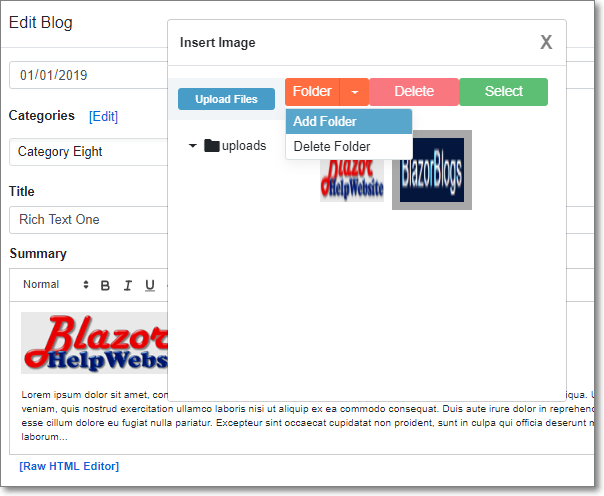 Edit Blog
Insert Image
X
01/01/2019
Upload Files
Folder
Delete
Select
Add Folder
Delete Folder
Categories [Edit]
uploads
Category Eight
Blazor
HelpWebsite
BlazorBlogs
Title
Rich Text One
Summary
Normal B I U
Blazor
HelpWebs
Lorem ipsum dolor sit amet, con
aliqua. U
veniam, quis nostrud exercitation ullamco laboris nisi ut aliquip ex ea commodo consequat. Duis aute irure dolor in reprehend
esse cillum dolore eu fugiat nulla pariatur. Excepteur sint occaecat cupidatat non proident, sunt in culpa qui officia deserunt m
laborum...
[Raw HTML Editor]